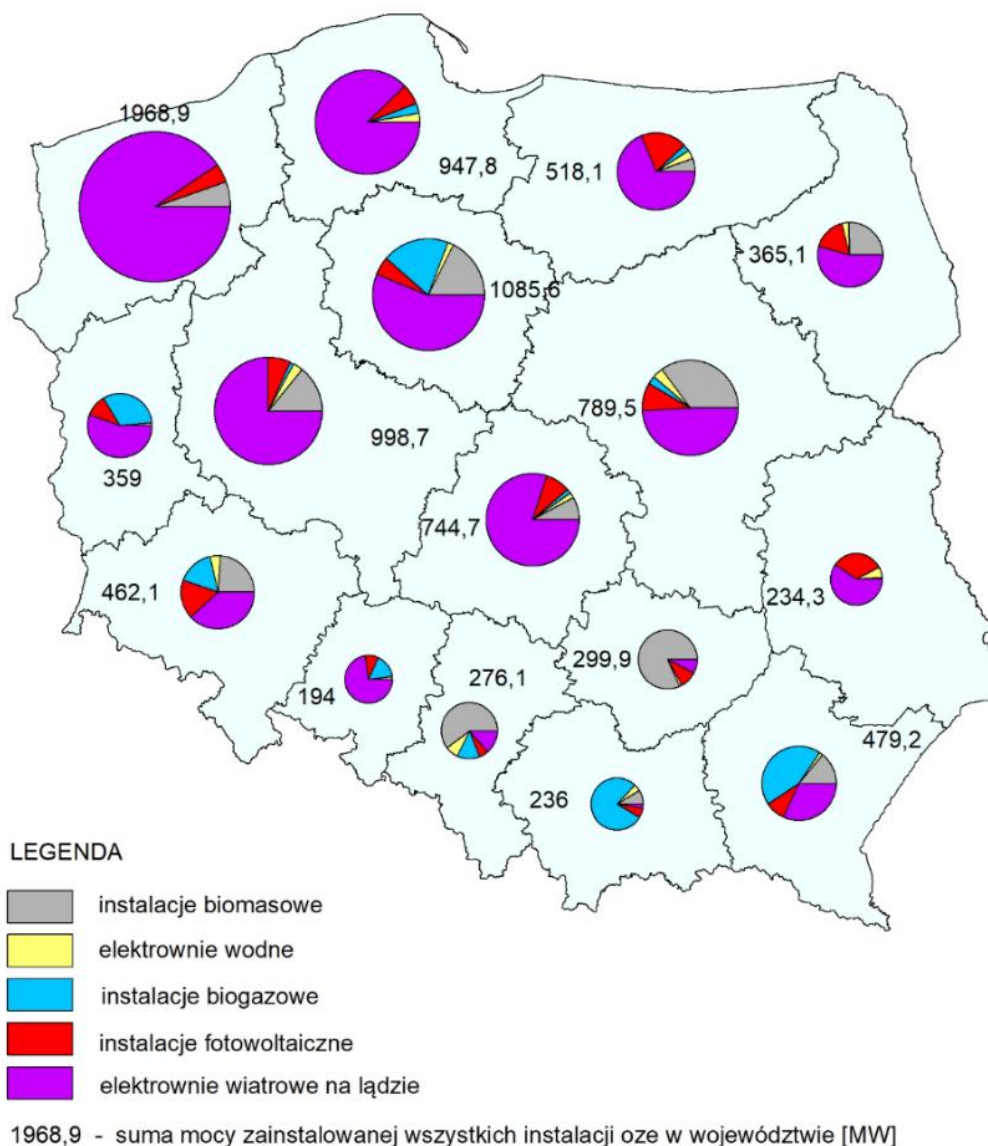 1968,9
947,8
518,1
365,1
1085,6
789,5
998,7
359
744,7
462,1
234,3
299,9
276,1
194
479,2
236
LEGENDA
instalacje biomasowe
elektrownie wodne
instalacje biogazowe
instalacje fotowoltaiczne
elektrownie wiatrowe na lądzie
1968,9 - suma mocy zainstalowanej wszystkich instalacji oze w województwie [MW]